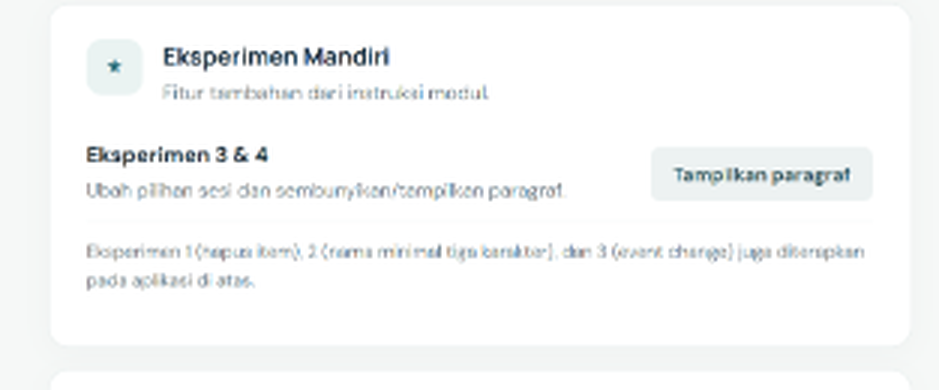 *
Eksperimen Mandiri
Fitur tambahan dari instruksi modul.
Eksperimen 3 & 4
Ubah pilihan sesi dan sembunyikan/tampilkan paragraf.
Tampilkan paragraf
Eksperimen 1 (hapus item), 2 (nama minimal tiga karakter), dan 3 (event change) juga diterapkan
pada aplikasi di atas.